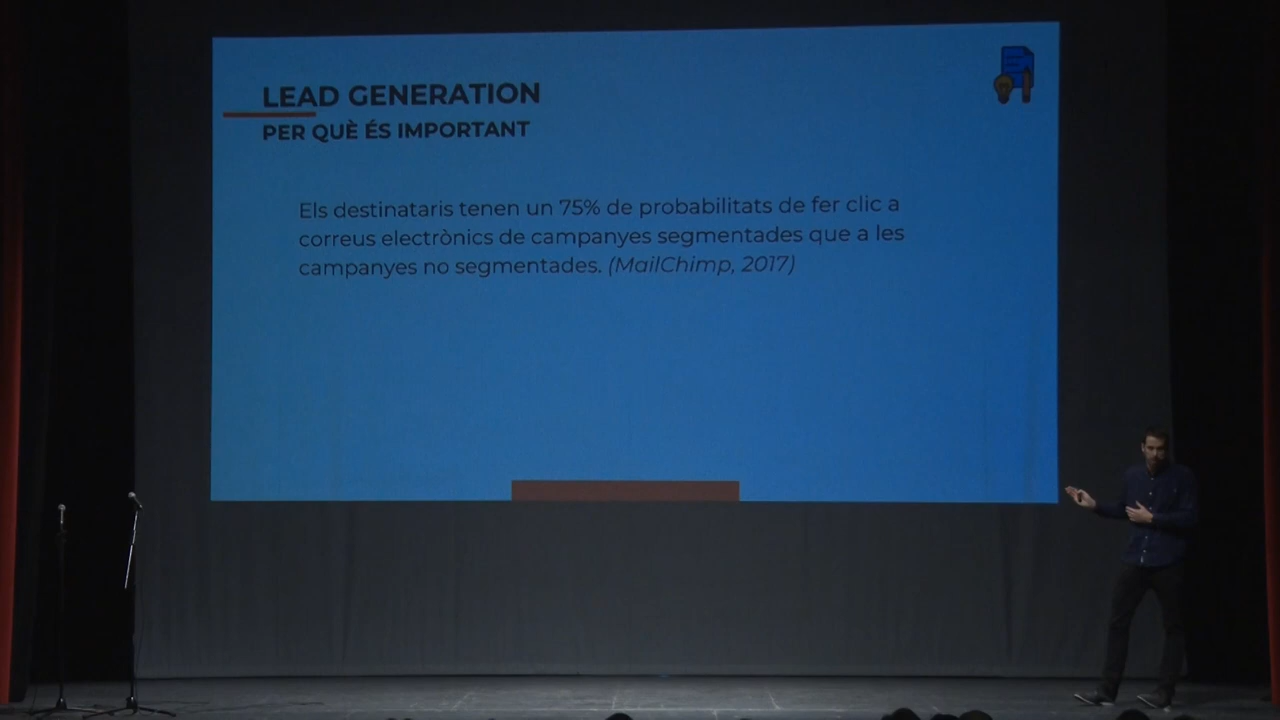 LEAD GENERATION
PER QUÈ ÉS IMPORTANT
Els destinataris tenen un 75% de probabilitats de fer clic a
correus electrònics de campanyes segmentades que a les
campanyes no segmentades. (MailChimp, 2017)